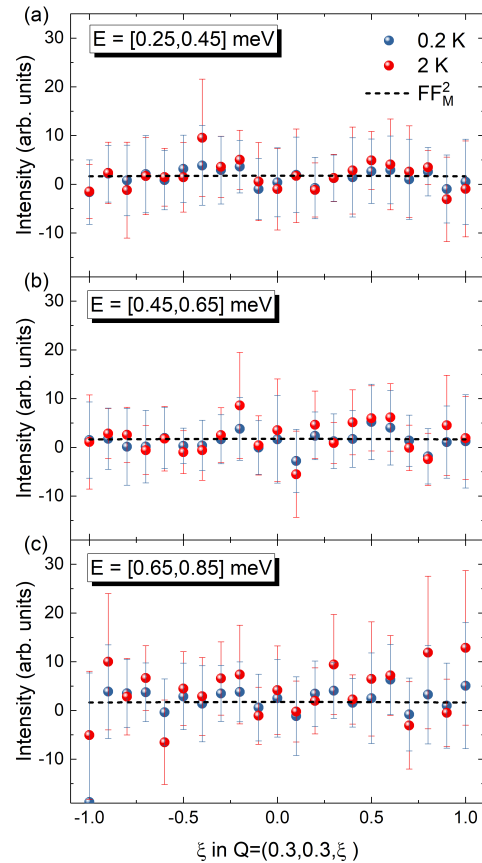 (a)
E = [0.25,0.45] meV
0.2 K
2 K
FF_M^2
30
20
10
0
-10
Intensity (arb. units)
(b)
E = [0.45,0.65] meV
30
20
10
0
-10
Intensity (arb. units)
(c)
E = [0.65,0.85] meV
30
20
10
0
-10
Intensity (arb. units)
-1.0 -0.5 0.0 0.5 1.0
ξ in Q=(0.3,0.3,ξ )